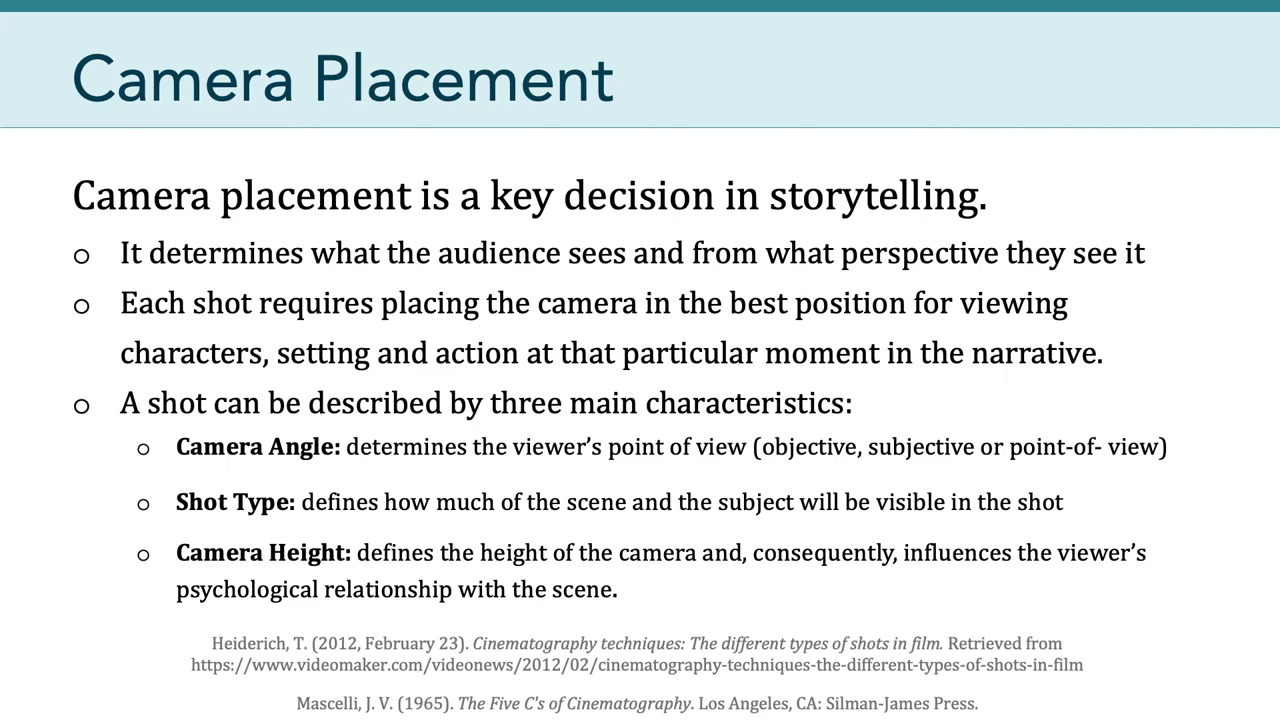 Camera Placement
Camera placement is a key decision in storytelling.
o It determines what the audience sees and from what perspective they see it
o Each shot requires placing the camera in the best position for viewing
characters, setting and action at that particular moment in the narrative.
o A shot can be described by three main characteristics:
o Camera Angle: determines the viewer’s point of view (objective, subjective or point-of- view)
o Shot Type: defines how much of the scene and the subject will be visible in the shot
o Camera Height: defines the height of the camera and, consequently, influences the viewer’s
psychological relationship with the scene.
Heiderich, T. (2012, February 23). Cinematography techniques: The different types of shots in film. Retrieved from
https://www.videomaker.com/videonews/2012/02/cinematography-techniques-the-different-types-of-shots-in-film
Mascelli, J. V. (1965). The Five C's of Cinematography. Los Angeles, CA: Silman-James Press.